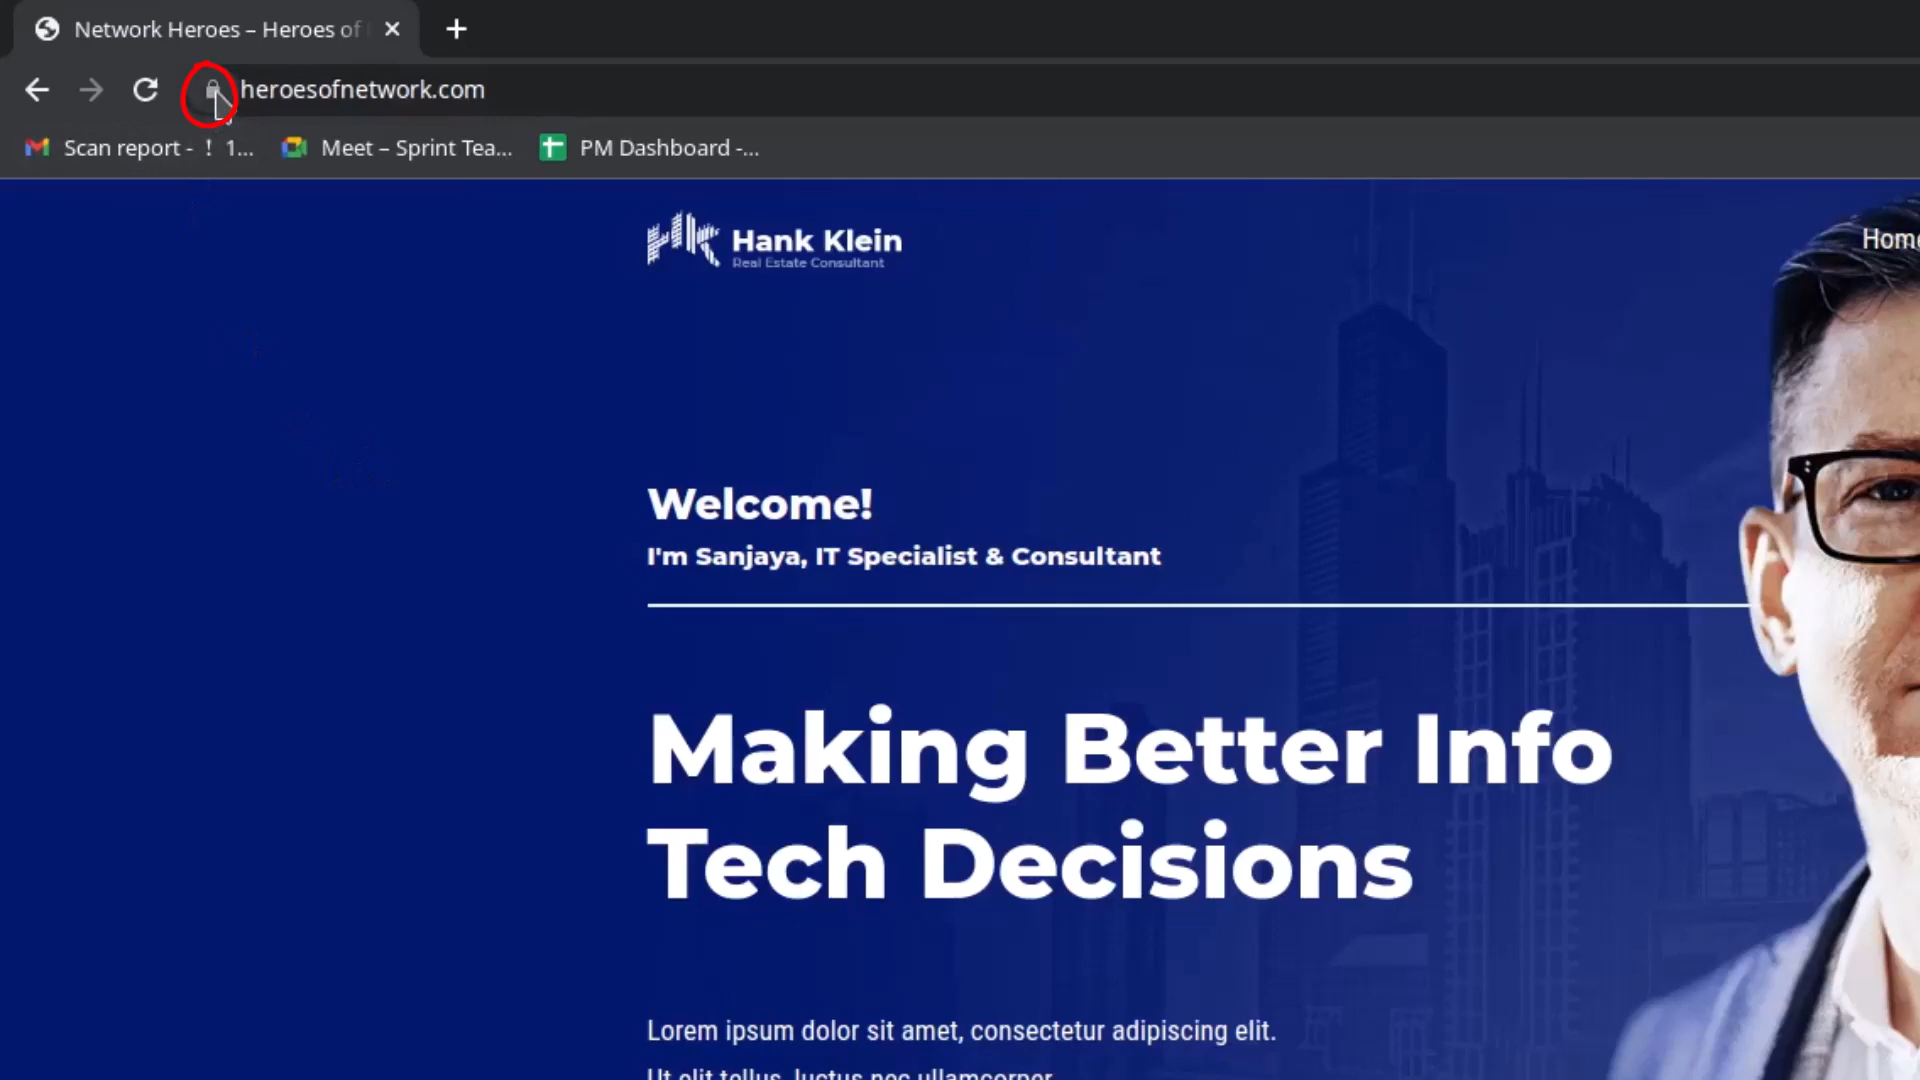 Network Heroes – Heroes of
heroesofnetwork.com
Scan report - ! 1...
Meet – Sprint Tea...
PM Dashboard -...
Hank Klein
Real Estate Consultant
Home
Welcome!
I'm Sanjaya, IT Specialist & Consultant
Making Better Info
Tech Decisions
Lorem ipsum dolor sit amet, consectetur adipiscing elit.
Ut elit tellus, luctus nec ullamcorper